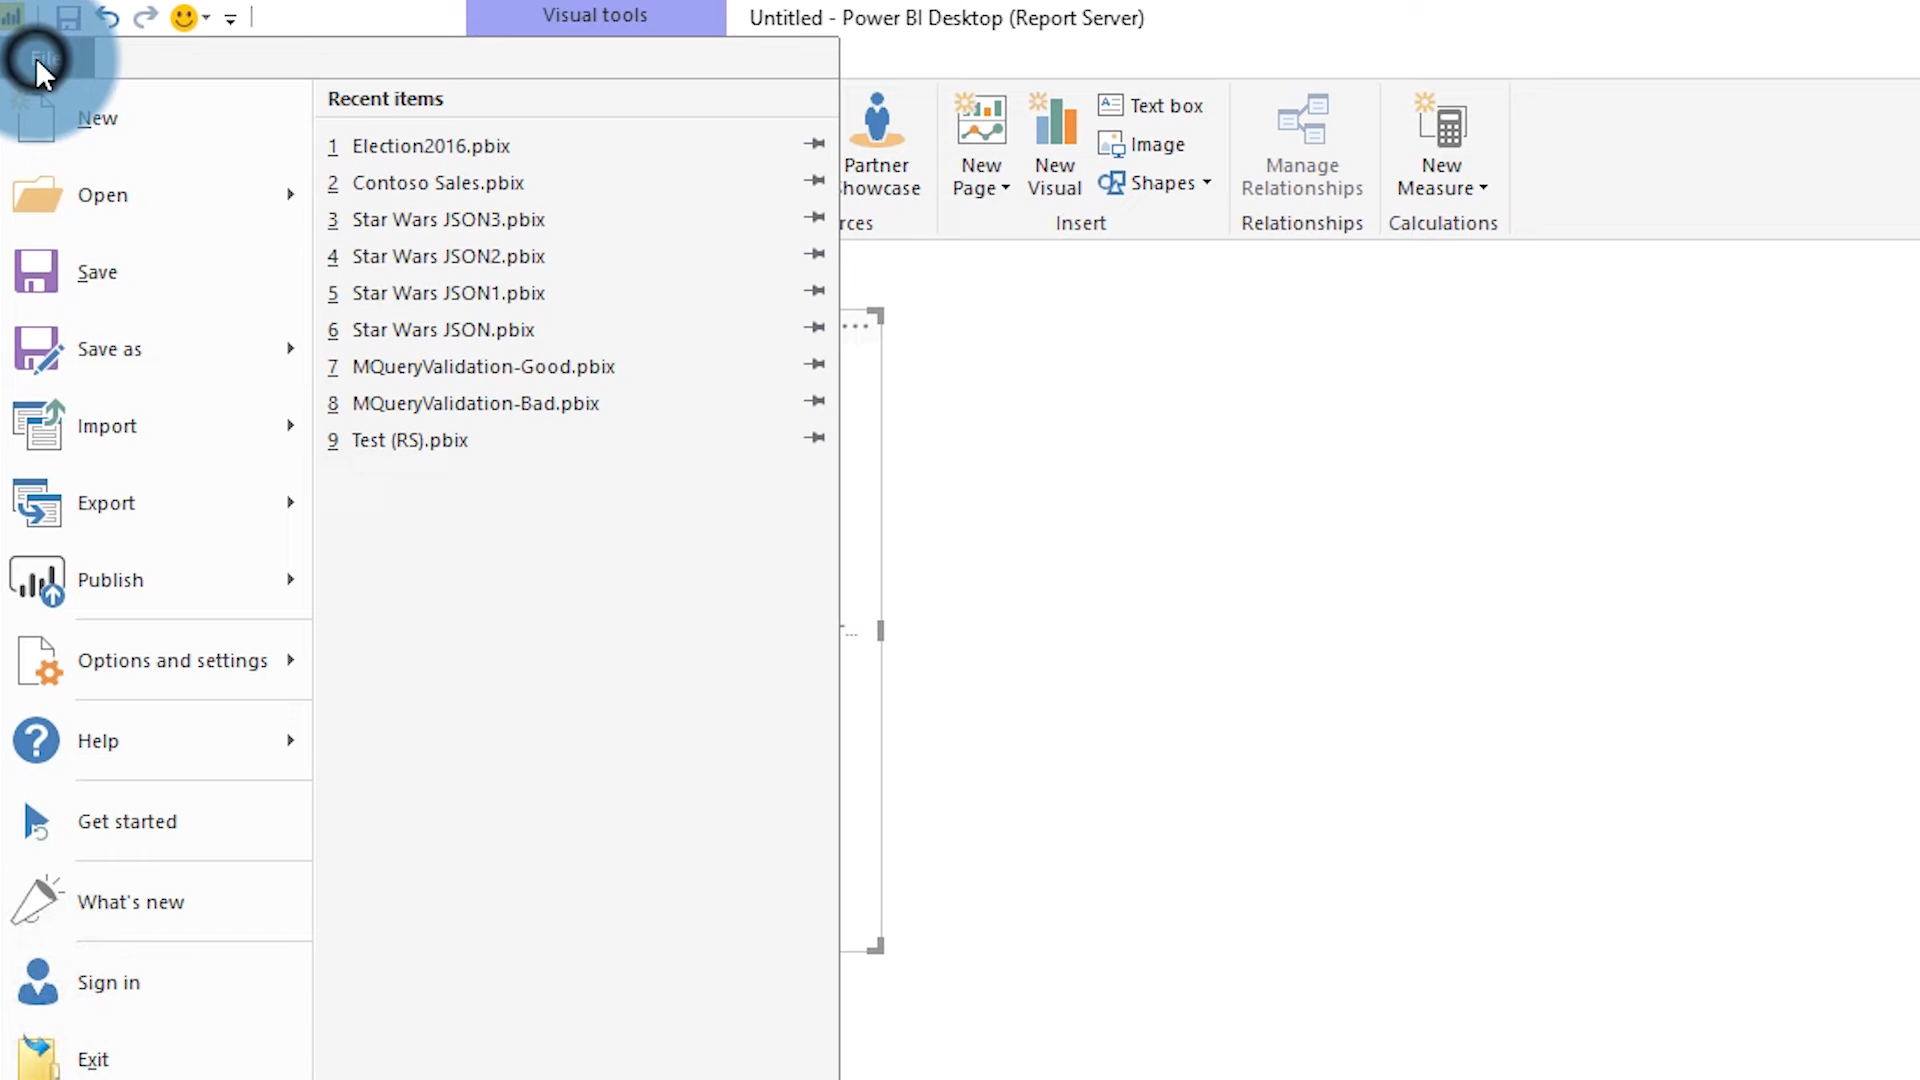 Visual tools
Untitled - Power BI Desktop (Report Server)
File
New
Open
Save
Save as
Import
Export
Publish
Options and settings
Help
Get started
What's new
Sign in
Exit
Recent items
1 Election2016.pbix
2 Contoso Sales.pbix
3 Star Wars JSON3.pbix
4 Star Wars JSON2.pbix
5 Star Wars JSON1.pbix
6 Star Wars JSON.pbix
7 MQueryValidation-Good.pbix
8 MQueryValidation-Bad.pbix
9 Test (RS).pbix
Partner
howcase
rces
New
Page
New
Visual
Text box
Image
Shapes
Insert
Manage
Relationships
Relationships
New
Measure
Calculations